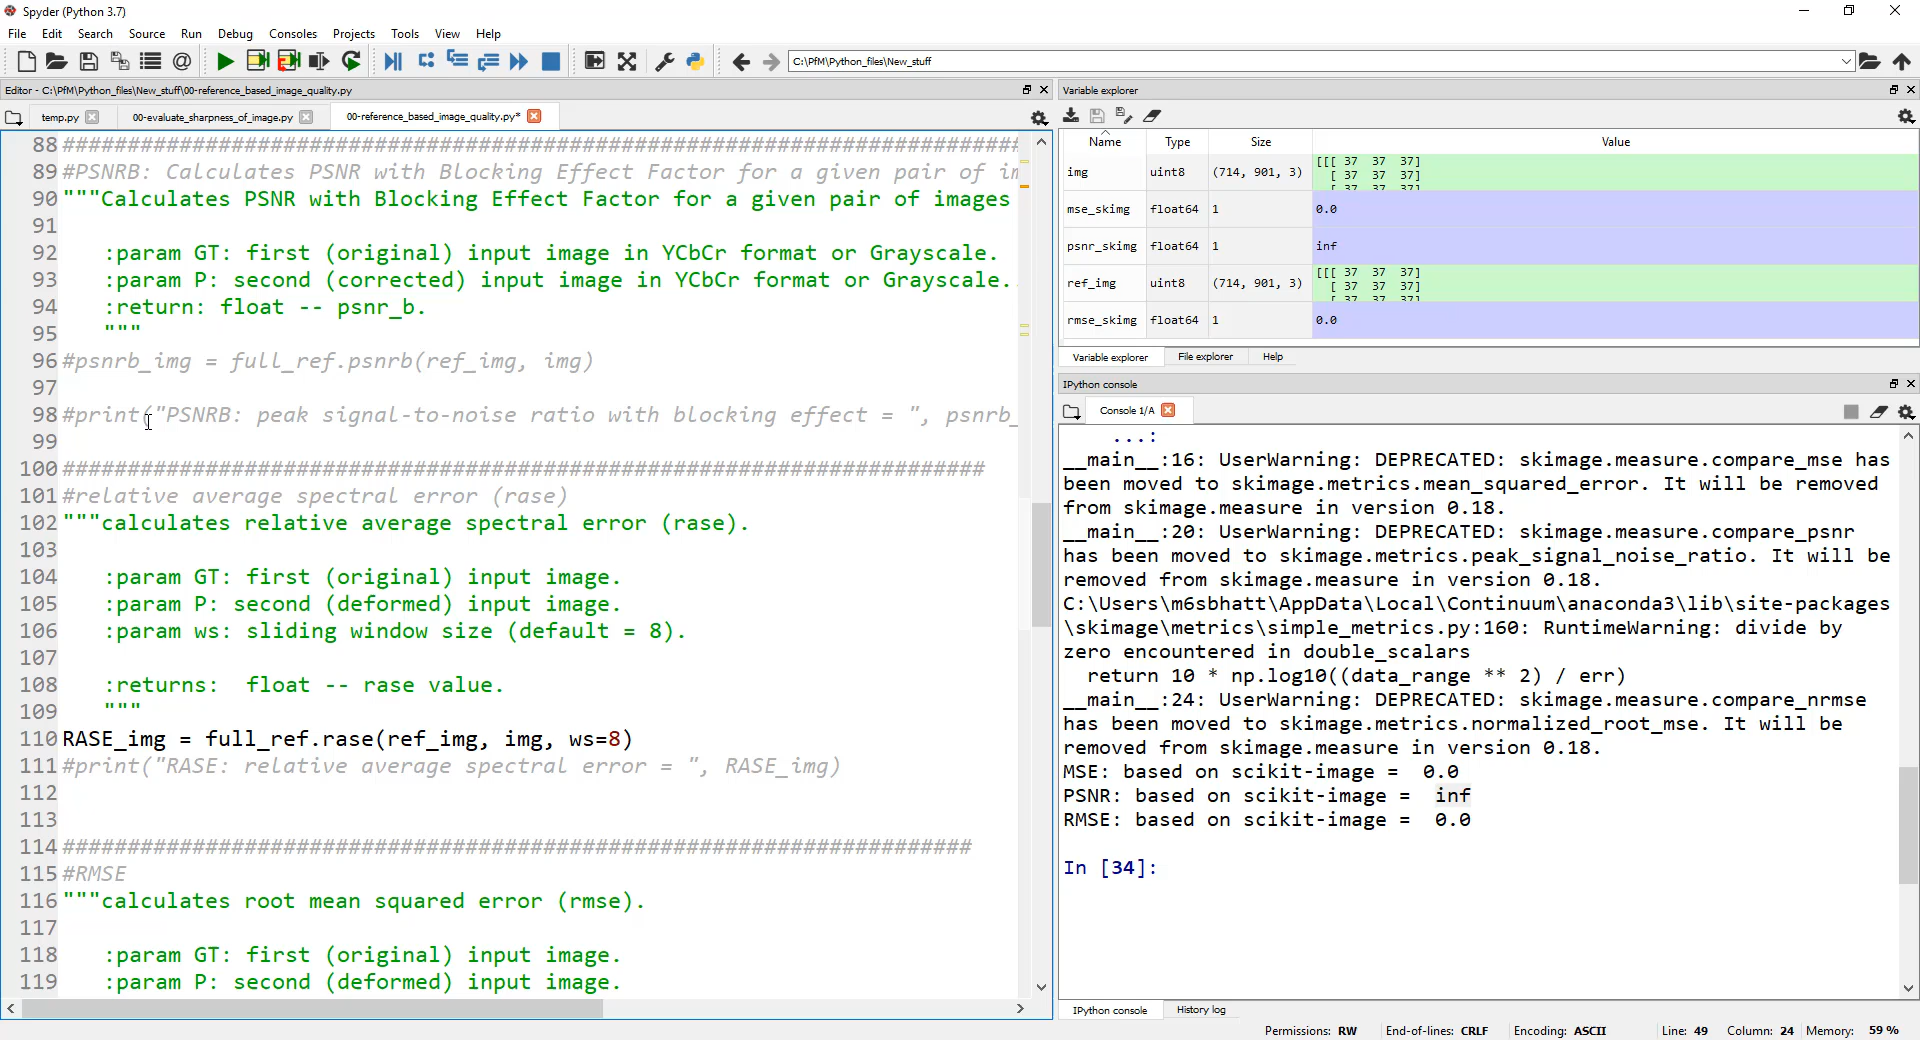 Spyder (Python 3.7)
File Edit Search Source Run Debug Consoles Projects Tools View Help
C:\PfM\Python_files\New_stuff
Editor - C:\PfM\Python_files\New_stuff\00-reference_based_image_quality.py
temp.py 00-evaluate_sharpness_of_image.py 00-reference_based_image_quality.py*
88 ##########################################################################
89 #PSNRB: Calculates PSNR with Blocking Effect Factor for a given pair of im
90 """Calculates PSNR with Blocking Effect Factor for a given pair of images
91
92 :param GT: first (original) input image in YCbCr format or Grayscale.
93 :param P: second (corrected) input image in YCbCr format or Grayscale.
94 :return: float -- psnr_b.
95 """
96 #psnrb_img = full_ref.psnrb(ref_img, img)
97
98 #print("PSNRB: peak signal-to-noise ratio with blocking effect = ", psnrb_
99
100 #######################################################################
101 #relative average spectral error (rase)
102 """calculates relative average spectral error (rase).
103
104 :param GT: first (original) input image.
105 :param P: second (deformed) input image.
106 :param ws: sliding window size (default = 8).
107
108 :returns:  float -- rase value.
109 """
110 RASE_img = full_ref.rase(ref_img, img, ws=8)
111 #print("RASE: relative average spectral error = ", RASE_img)
112
113
114 ######################################################################
115 #RMSE
116 """calculates root mean squared error (rmse).
117
118 :param GT: first (original) input image.
119 :param P: second (deformed) input image.
Variable explorer
Name Type Size Value
img uint8 (714, 901, 3) [[[ 37 37 37]
[ 37 37 37]
[ 37 37 37]
mse_skimg float64 1 0.0
psnr_skimg float64 1 inf
ref_img uint8 (714, 901, 3) [[[ 37 37 37]
[ 37 37 37]
[ 37 37 37]
rmse_skimg float64 1 0.0
Variable explorer File explorer Help
IPython console
Console 1/A
...:
__main__:16: UserWarning: DEPRECATED: skimage.measure.compare_mse has
been moved to skimage.metrics.mean_squared_error. It will be removed
from skimage.measure in version 0.18.
__main__:20: UserWarning: DEPRECATED: skimage.measure.compare_psnr
has been moved to skimage.metrics.peak_signal_noise_ratio. It will be
removed from skimage.measure in version 0.18.
C:\Users\m6sbhatt\AppData\Local\Continuum\anaconda3\lib\site-packages
\skimage\metrics\simple_metrics.py:160: RuntimeWarning: divide by
zero encountered in double_scalars
return 10 * np.log10((data_range ** 2) / err)
__main__:24: UserWarning: DEPRECATED: skimage.measure.compare_nrmse
has been moved to skimage.metrics.normalized_root_mse. It will be
removed from skimage.measure in version 0.18.
MSE: based on scikit-image =  0.0
PSNR: based on scikit-image =  inf
RMSE: based on scikit-image =  0.0
In [34]:
IPython console History log
Permissions: RW End-of-lines: CRLF Encoding: ASCII Line: 49 Column: 24 Memory: 59 %